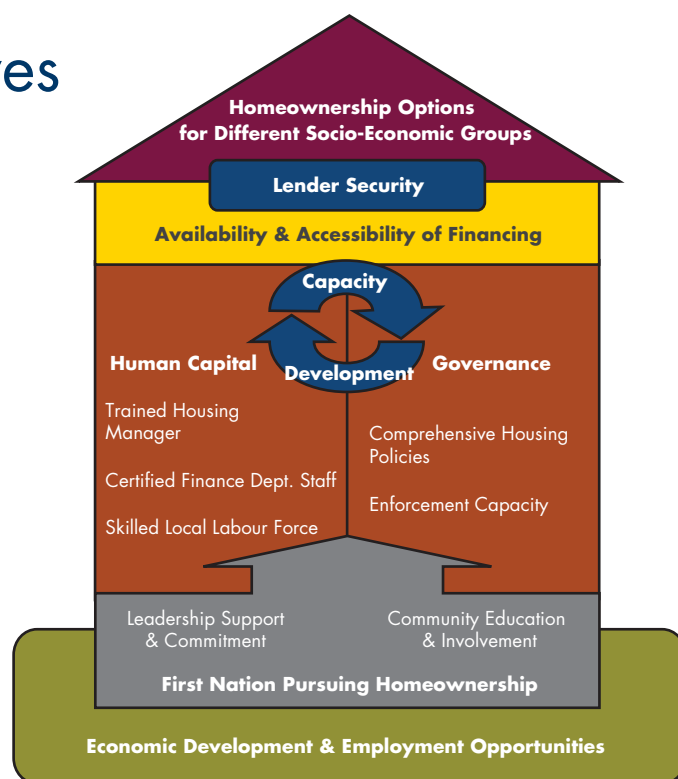 Homeownership Options
for Different Socio-Economic Groups
Lender Security
Availability & Accessibility of Financing
Capacity
Development
Human Capital
Trained Housing
Manager
Certified Finance Dept. Staff
Skilled Local Labour Force
Governance
Comprehensive Housing
Policies
Enforcement Capacity
Leadership Support
& Commitment
Community Education
& Involvement
First Nation Pursuing Homeownership
Economic Development & Employment Opportunities